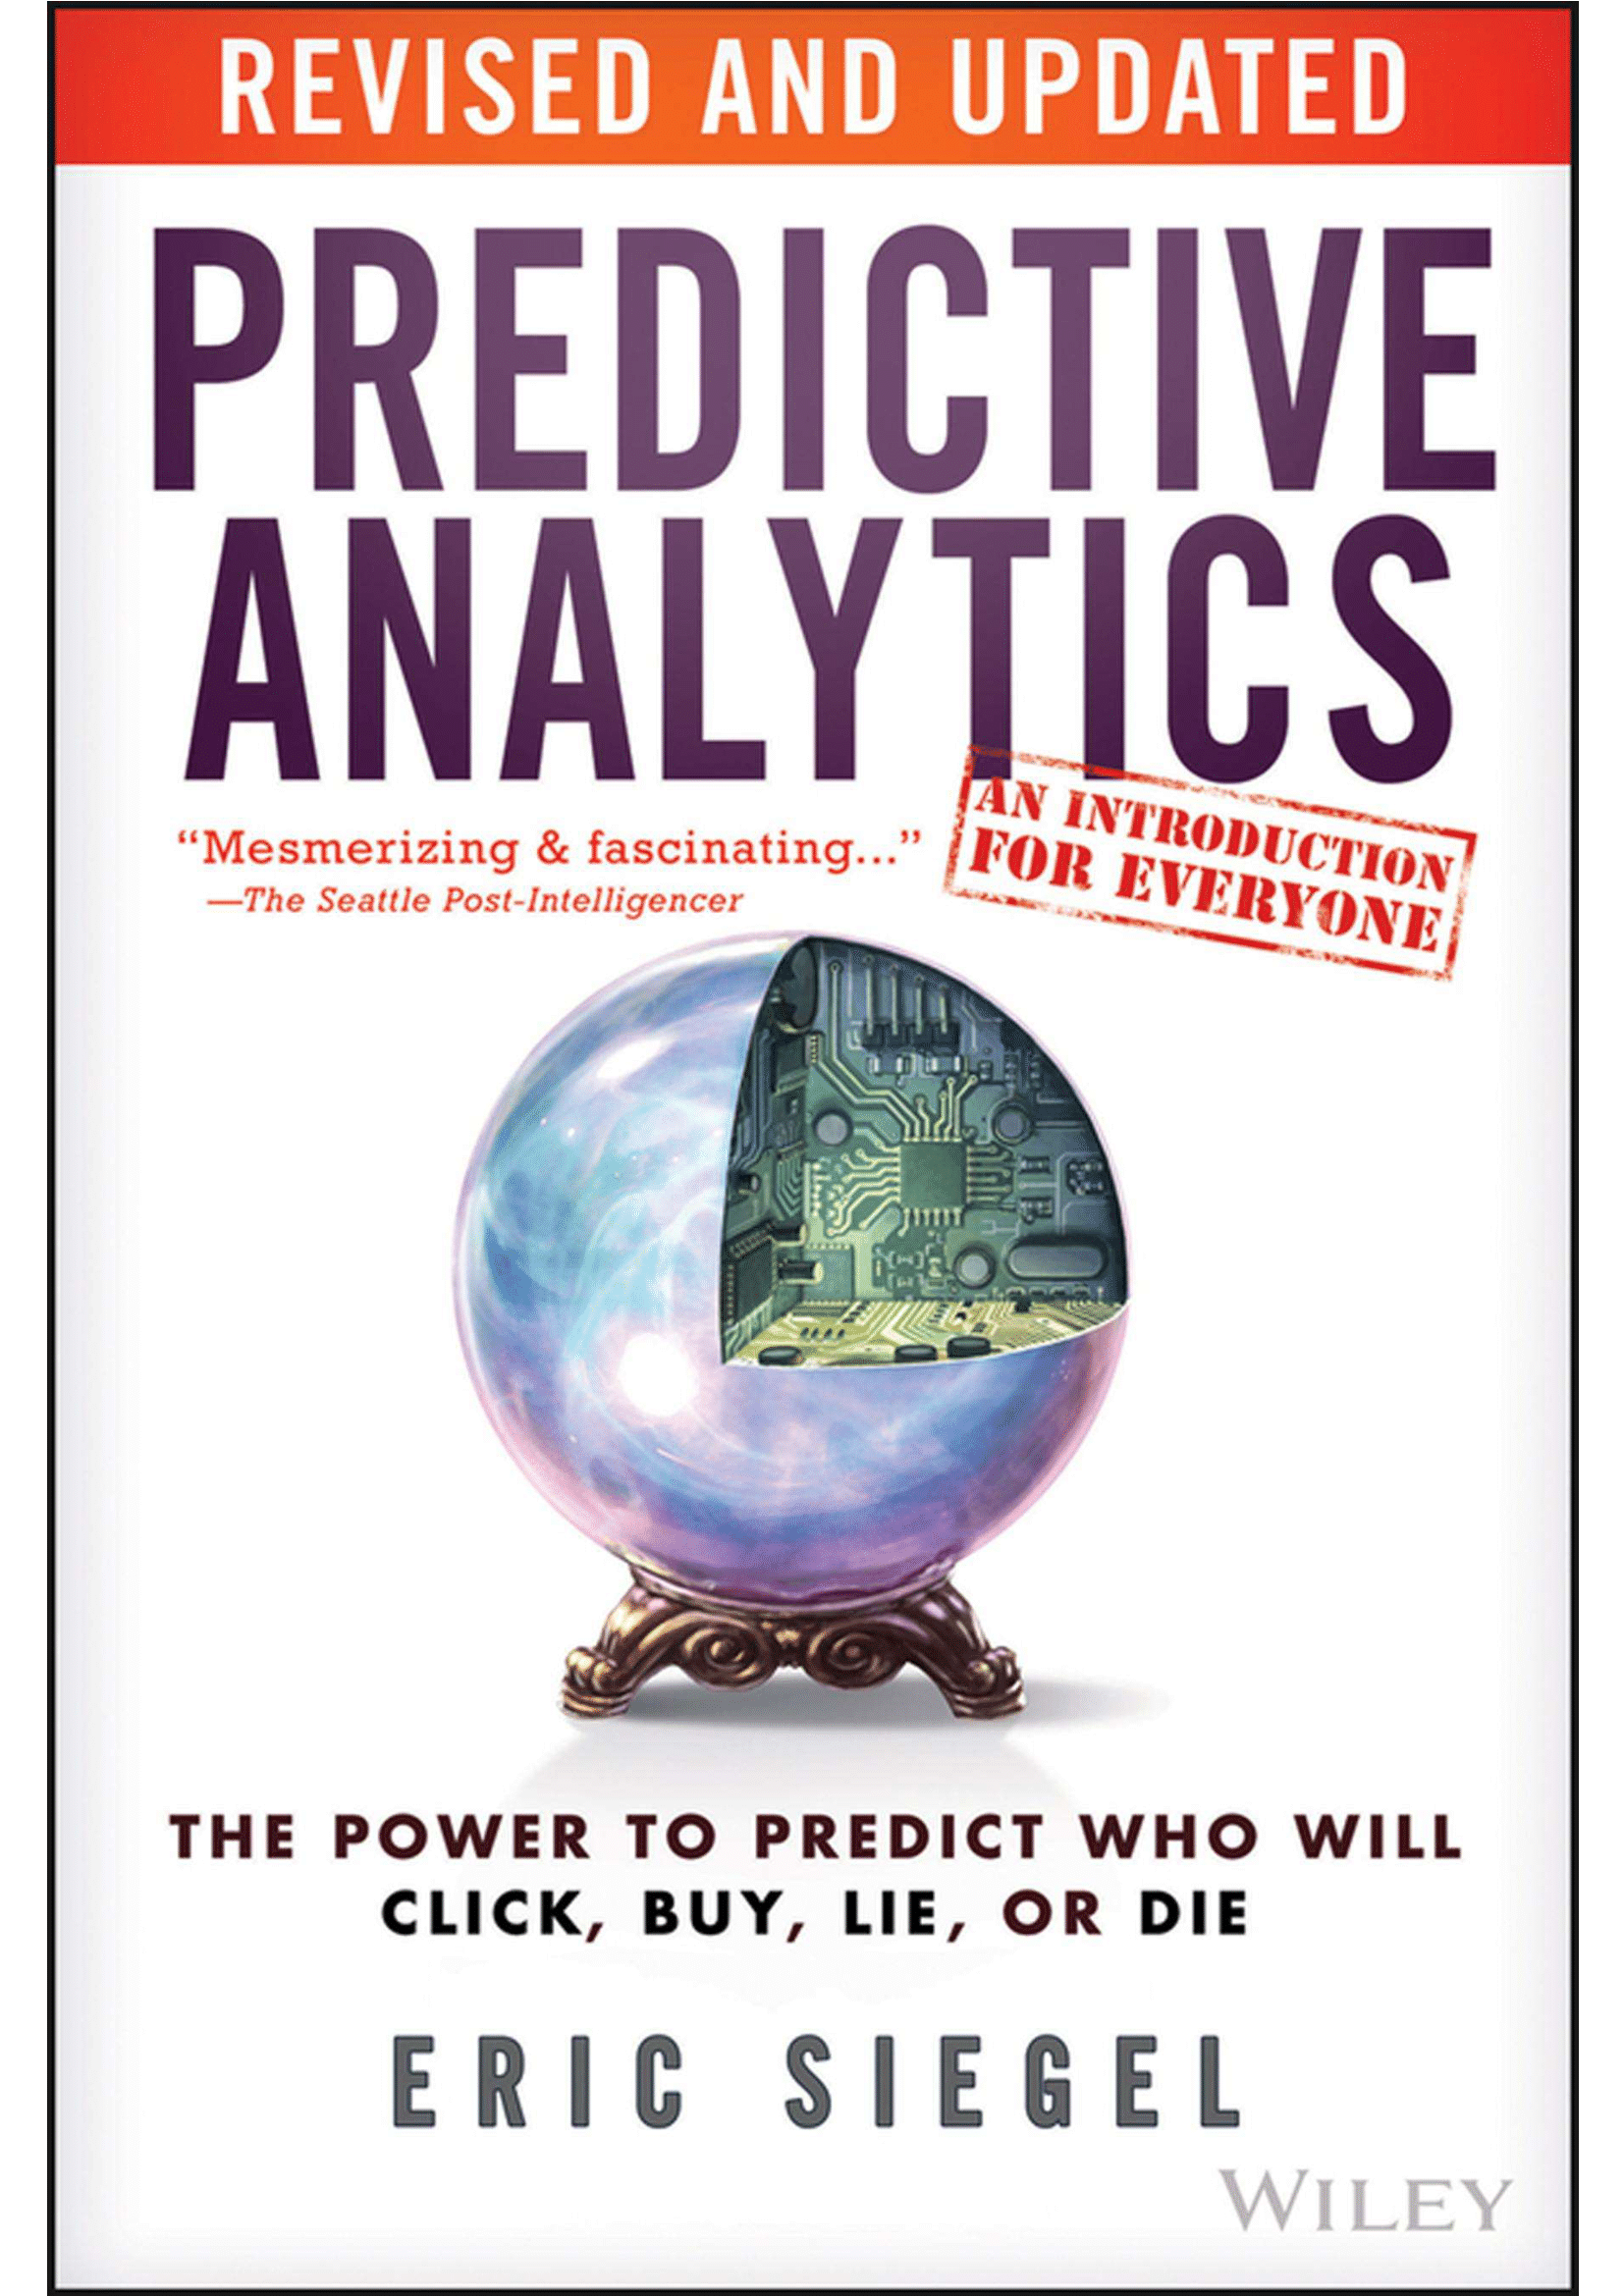 REVISED AND UPDATED
PREDICTIVE
ANALYTICS
“Mesmerizing & fascinating...”
—The Seattle Post-Intelligencer
AN INTRODUCTION
FOR EVERYONE
THE POWER TO PREDICT WHO WILL
CLICK, BUY, LIE, OR DIE
ERIC SIEGEL
WILEY